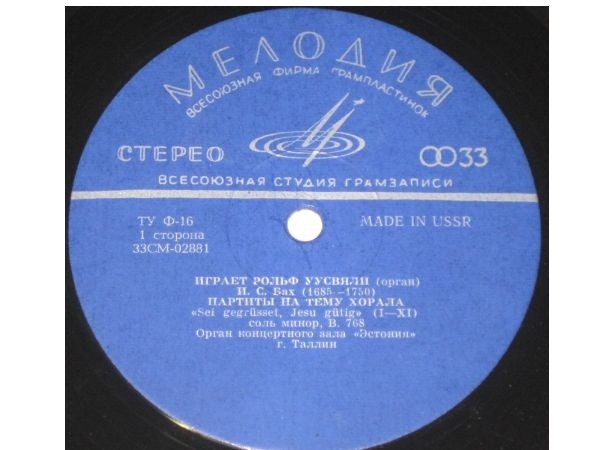 МЕЛОДИЯ
ВСЕСОЮЗНАЯ ФИРМА ГРАМПЛАСТИНОК
СТЕРЕО
33
ВСЕСОЮЗНАЯ СТУДИЯ ГРАМЗАПИСИ
ТУ Ф-16
MADE IN USSR
1 сторона
33СМ-02881
ИГРАЕТ РОЛЬФ УУСВЯЛИ (орган)
И. С. Бах (1685—1750)
ПАРТИТЫ НА ТЕМУ ХОРАЛА
«Sei gegrüsset, Jesu gütig» (I—XI)
соль минор, В. 768
Орган концертного зала «Эстония»
г. Таллин